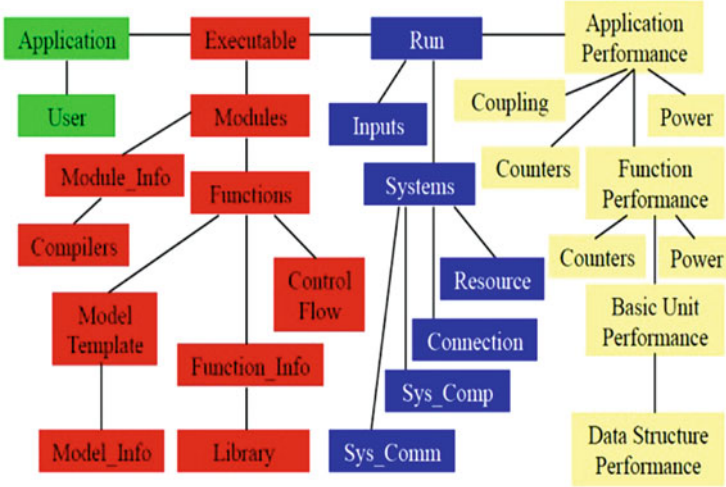 Application
Executable
Run
Application
Performance
User
Modules
Inputs
Coupling
Power
Counters
Module_Info
Functions
Systems
Function
Performance
Compilers
Control
Flow
Resource
Counters
Power
Model
Template
Connection
Basic Unit
Performance
Function_Info
Sys_Comp
Model_Info
Library
Sys_Comm
Data Structure
Performance